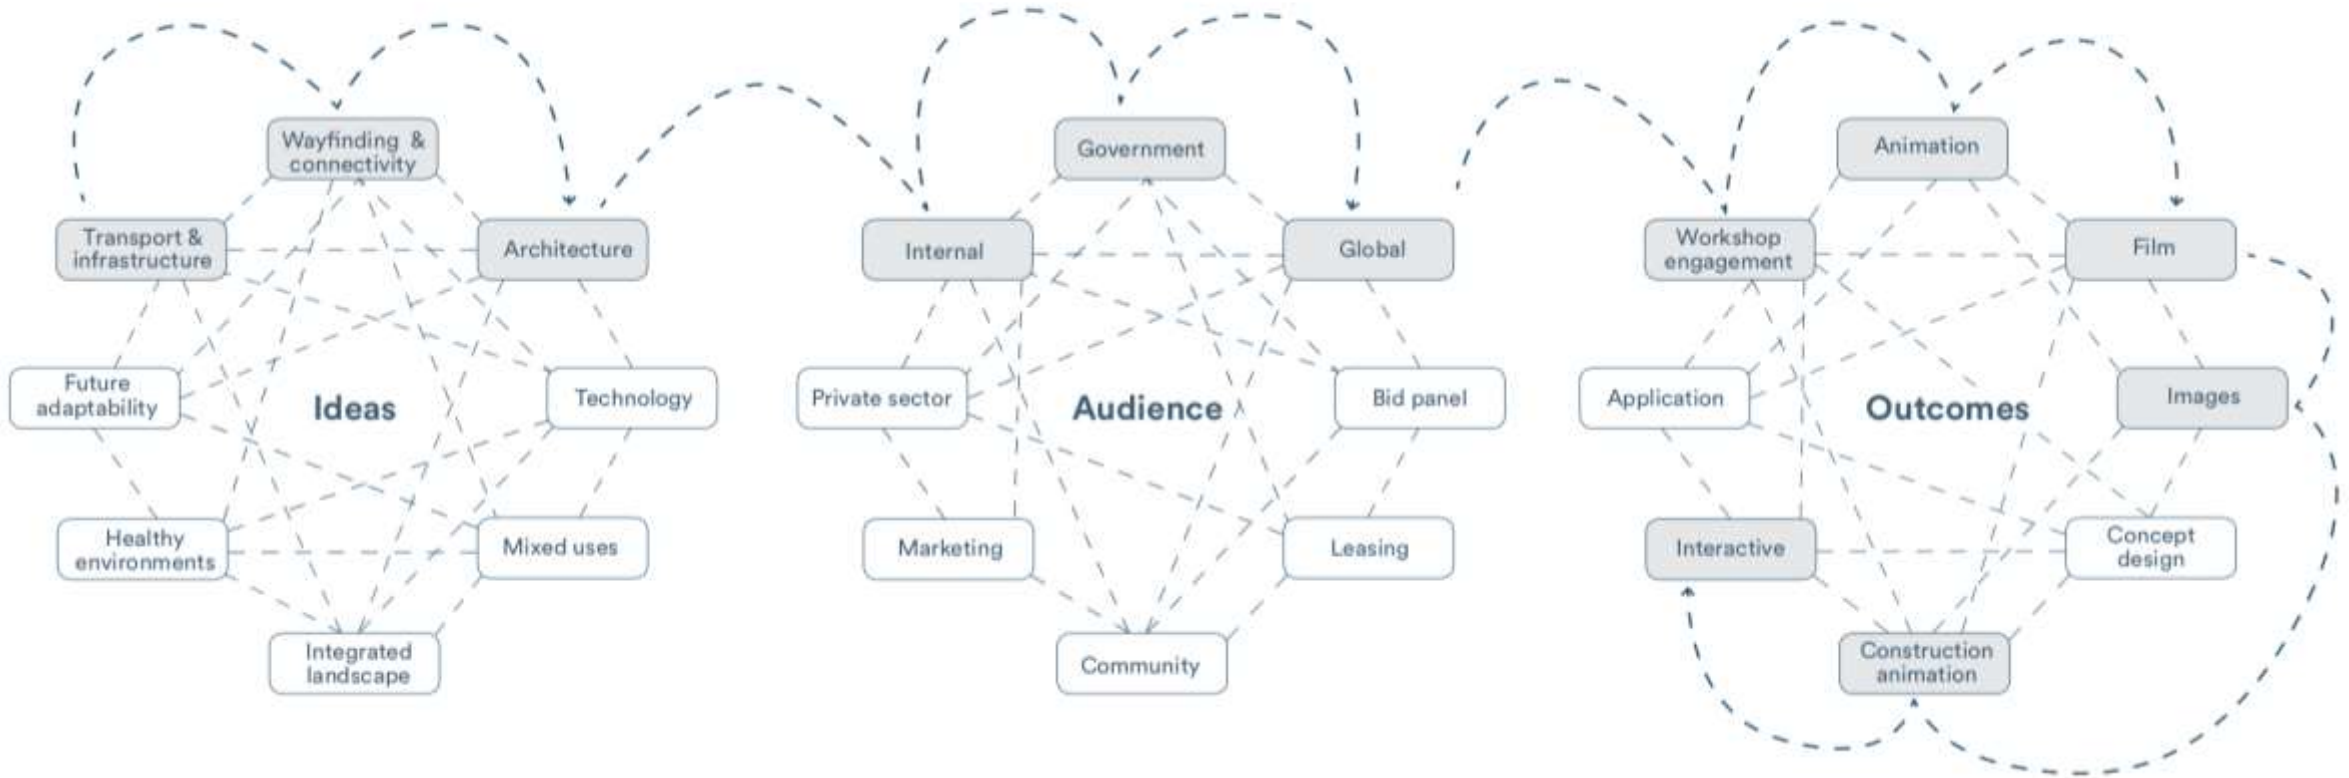 Wayfinding &
connectivity
Transport &
infrastructure
Architecture
Future
adaptability
Ideas
Technology
Healthy
environments
Mixed uses
Integrated
landscape
Government
Internal
Global
Private sector
Audience
Bid panel
Marketing
Leasing
Community
Animation
Workshop
engagement
Film
Application
Outcomes
Images
Interactive
Concept
design
Construction
animation